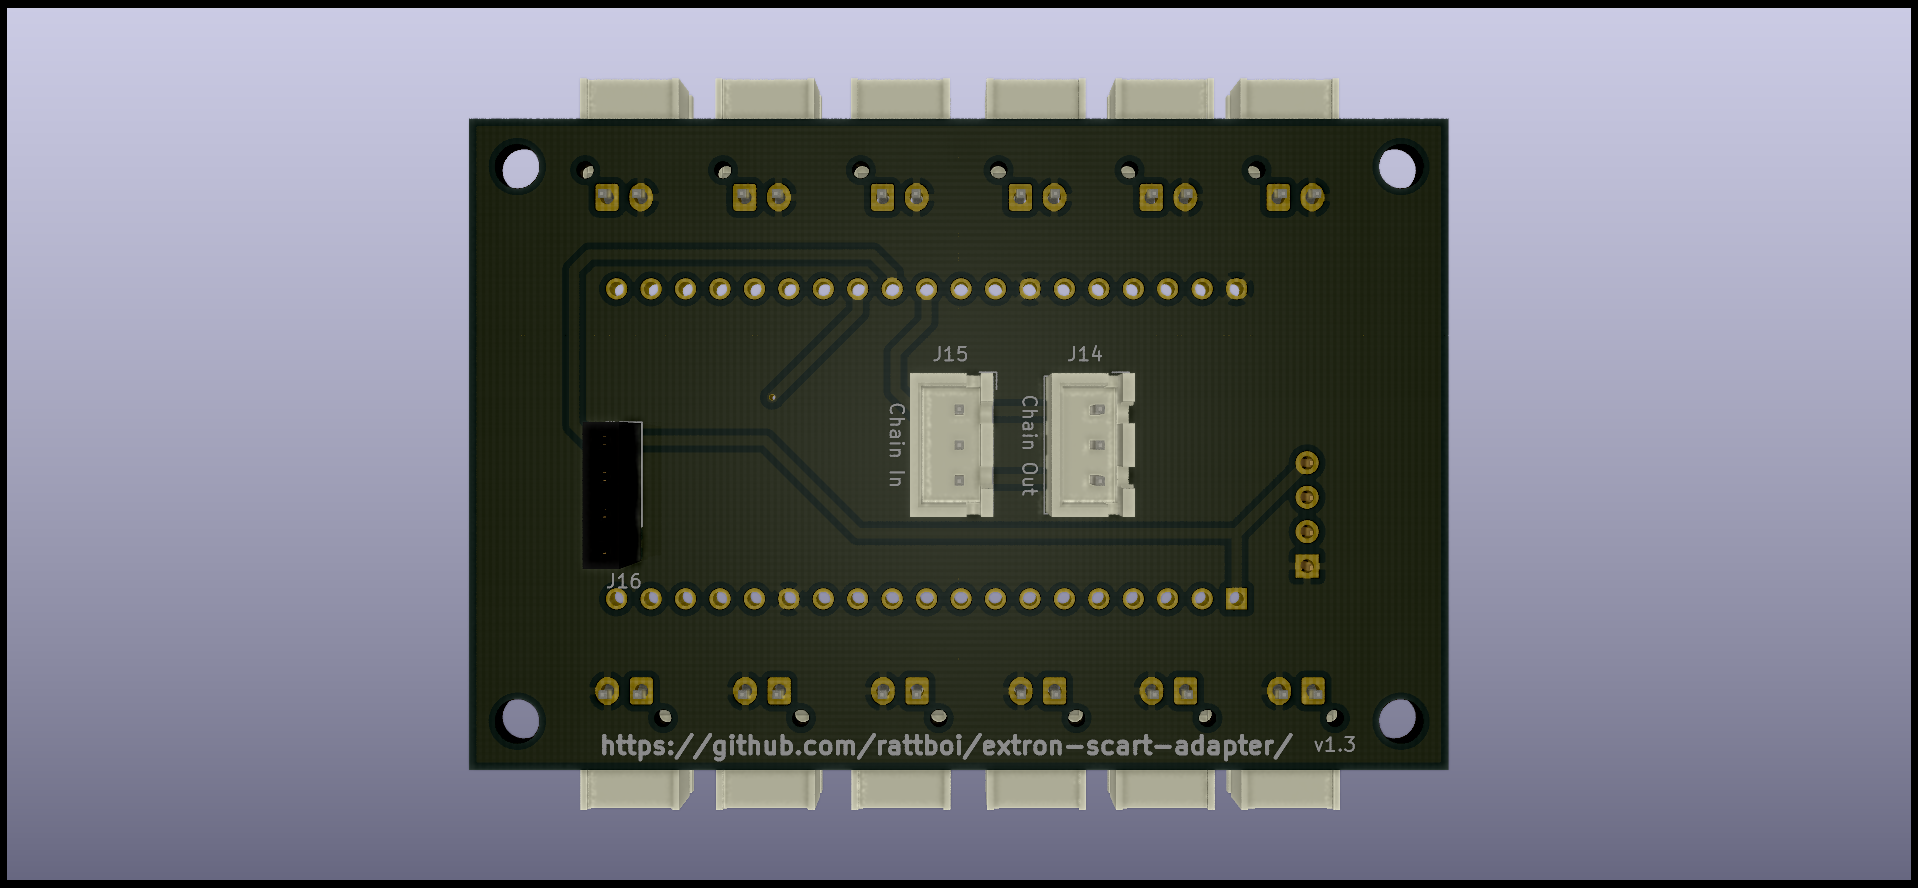 J15
J14
Chain In
Chain Out
J16
https://github.com/rattboi/extron-scart-adapter/
v1.3